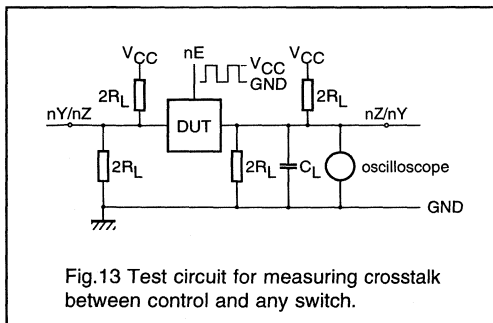 VCC nE VCC
GND VCC
2RL 2RL
nY/nZ DUT nZ/nY
2RL 2RL CL oscilloscope
GND
Fig.13 Test circuit for measuring crosstalk
between control and any switch.